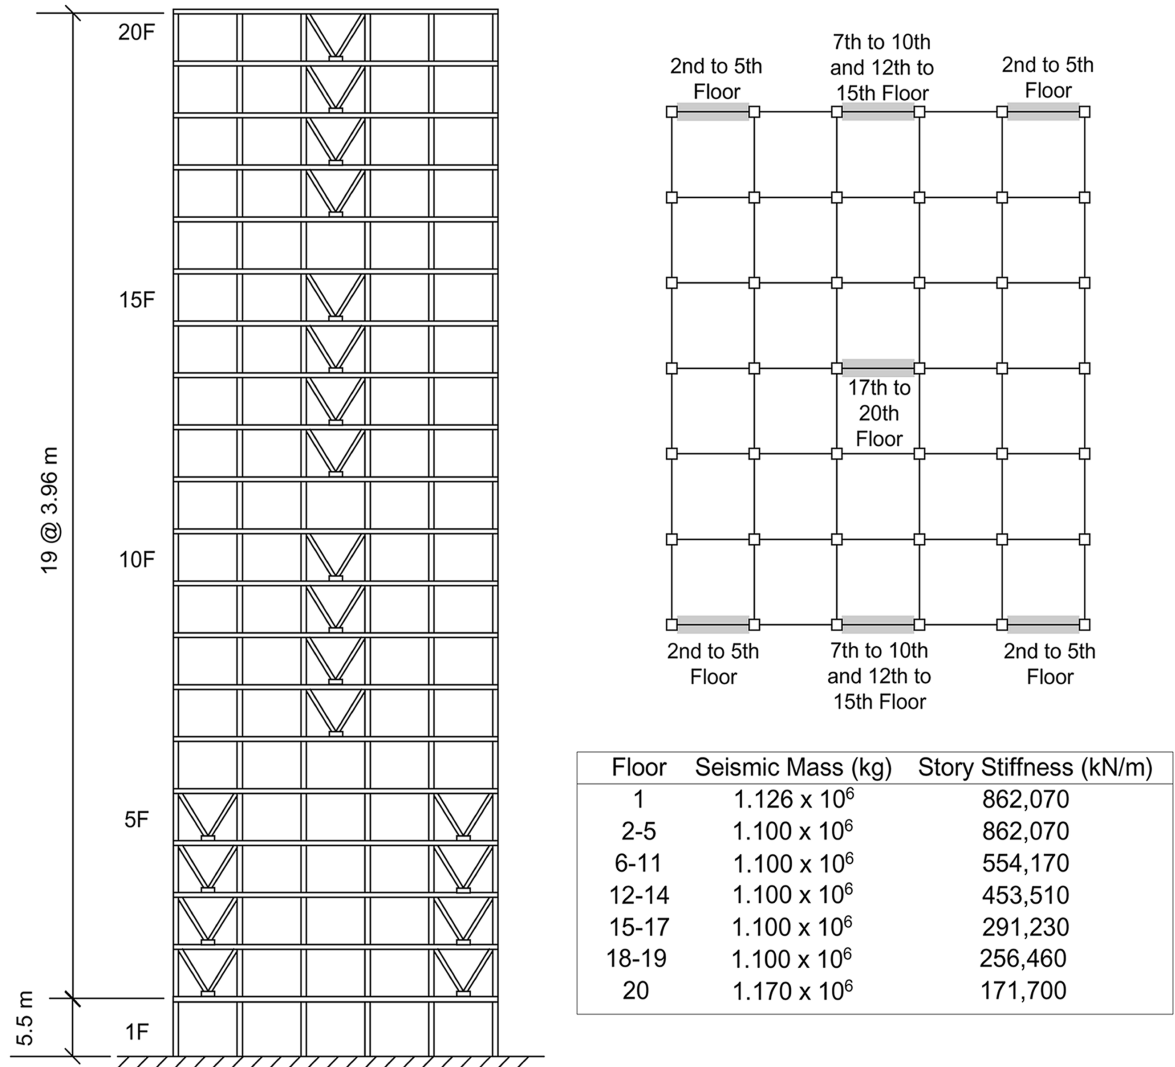 20F
15F
10F
5F
1F
19 @ 3.96 m
5.5 m
2nd to 5th
Floor
7th to 10th
and 12th to
15th Floor
2nd to 5th
Floor
17th to
20th
Floor
2nd to 5th
Floor
7th to 10th
and 12th to
15th Floor
2nd to 5th
Floor
Floor Seismic Mass (kg) Story Stiffness (kN/m)
1 1.126 x 10⁶ 862,070
2-5 1.100 x 10⁶ 862,070
6-11 1.100 x 10⁶ 554,170
12-14 1.100 x 10⁶ 453,510
15-17 1.100 x 10⁶ 291,230
18-19 1.100 x 10⁶ 256,460
20 1.170 x 10⁶ 171,700